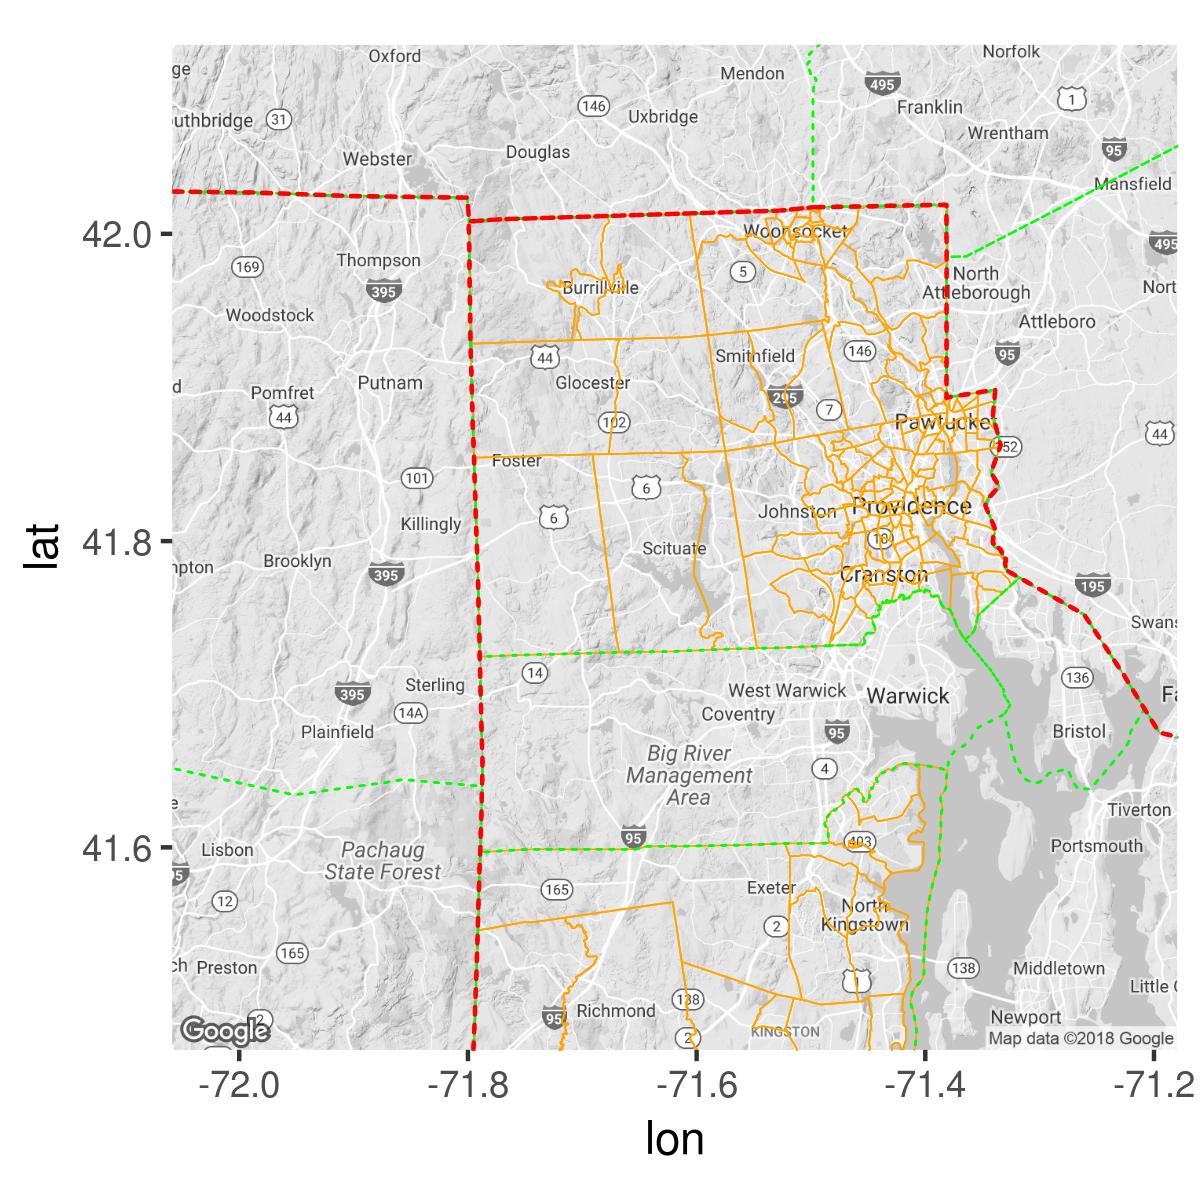 Oxford
Norfolk
ge
Mendon
495
1
146
Franklin
uthbridge
31
Uxbridge
Wrentham
95
Webster
Douglas
Mansfield
42.0
Woonsocket
495
Thompson
169
5
North
Attleborough
395
Burrillville
Nort
Woodstock
Attleboro
44
Smithfield
146
95
Putnam
Glocester
d
Pomfret
295
44
102
7
Pawtucket
44
152
Foster
101
6
Johnston
Providence
6
Killingly
lat
41.8
Scituate
10
Brooklyn
npton
395
Cranston
195
Swans
14
136
395
Sterling
West Warwick
Warwick
Fa
14A
Coventry
Plainfield
95
Bristol
Big River
Management
Area
4
Tiverton
e
95
403
41.6
Lisbon
Pachaug
State Forest
Portsmouth
5
165
Exeter
12
North
Kingstown
2
165
ch
Preston
138
Middletown
1
Little C
138
Richmond
95
2
Newport
Google
2
KINGSTON
Map data ©2018 Google
-72.0
-71.8
-71.6
-71.4
-71.2
lon